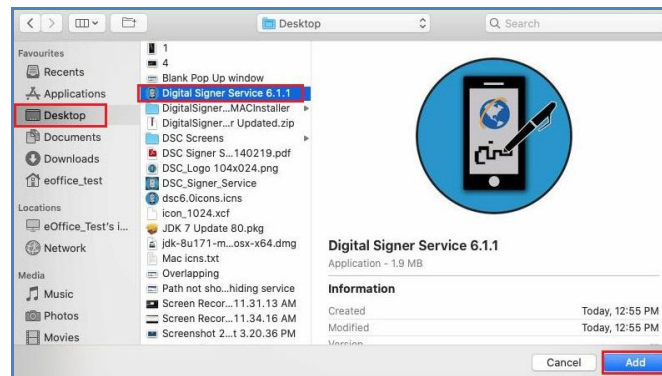 Desktop
Search
Favourites
Recents
Applications
Desktop
Documents
Downloads
eoffice_test
Locations
eOffice_Test's i...
Network
Media
Music
Photos
Movies
1
4
Blank Pop Up window
Digital Signer Service 6.1.1
DigitalSigner...MACInstaller
DigitalSigner...r Updated.zip
DSC Screens
DSC Signer S...140219.pdf
DSC_Logo 104x024.png
DSC_Signer_Service
dsc6.0icons.icns
icon_1024.xcf
JDK 7 Update 80.pkg
jdk-8u171-m...osx-x64.dmg
Mac icns.txt
Overlapping
Path not sho...hiding service
Screen Recor...11.31.13 AM
Screen Recor...11.34.16 AM
Screenshot 2...t 3.20.36 PM
Digital Signer Service 6.1.1
Application - 1.9 MB
Information
Created Today, 12:55 PM
Modified Today, 12:55 PM
Version
Cancel
Add